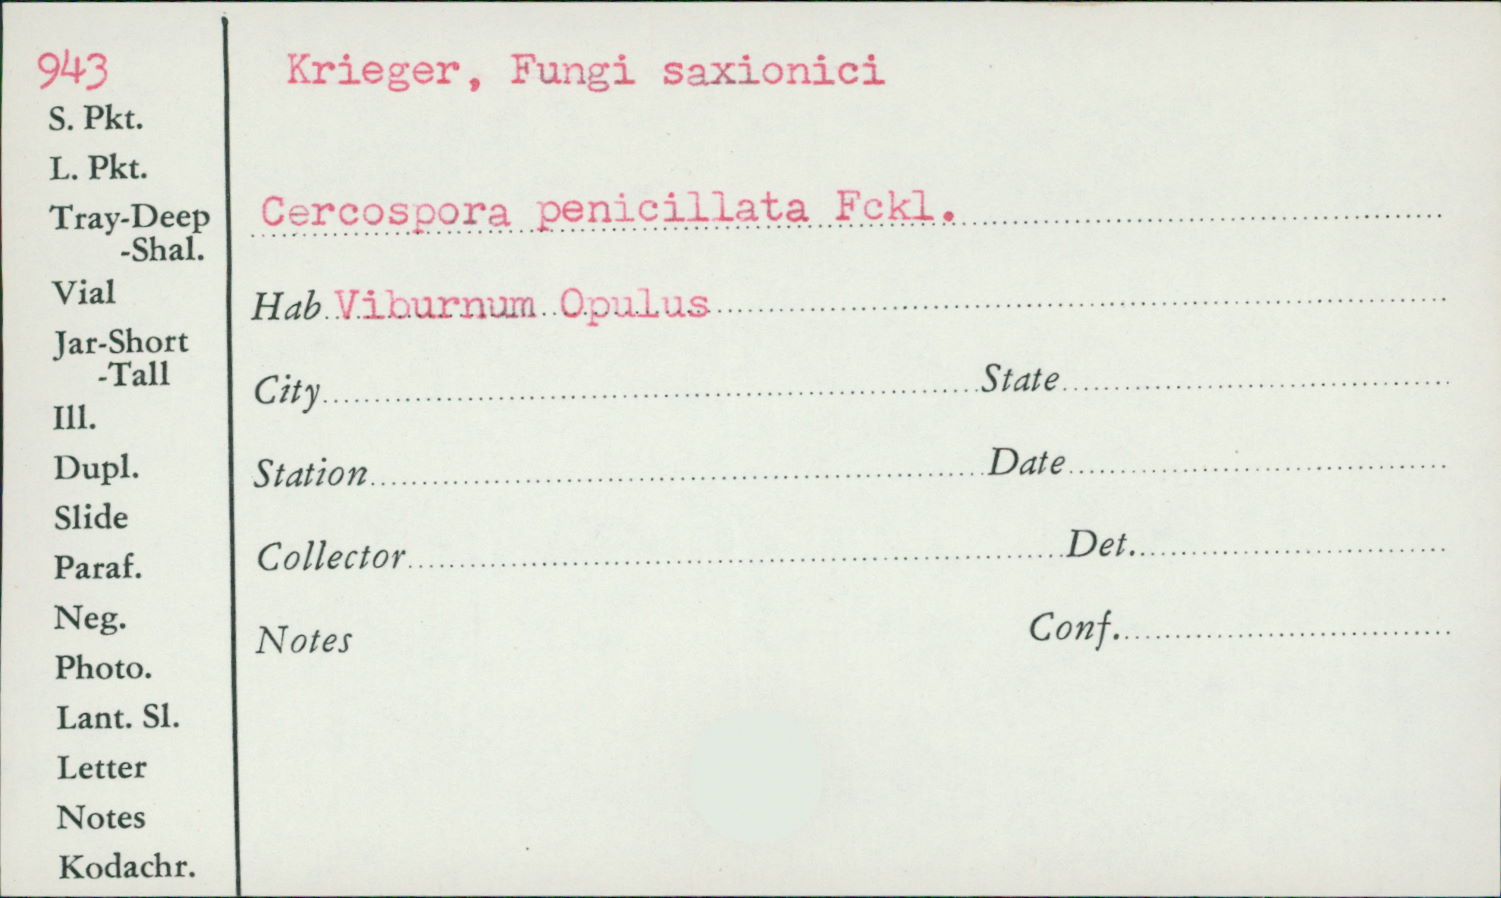 943 Krieger, Fungi saxionici
S. Pkt.
L. Pkt.
Tray-Deep
-Shal.
Cercospora penicillata Fckl.
Vial
Hab Viburnum Opulus
Jar-Short
-Tall
City State
Ill.
Dupl.
Station Date
Slide
Paraf.
Collector Det.
Neg.
Notes Conf.
Photo.
Lant. Sl.
Letter
Notes
Kodachr.